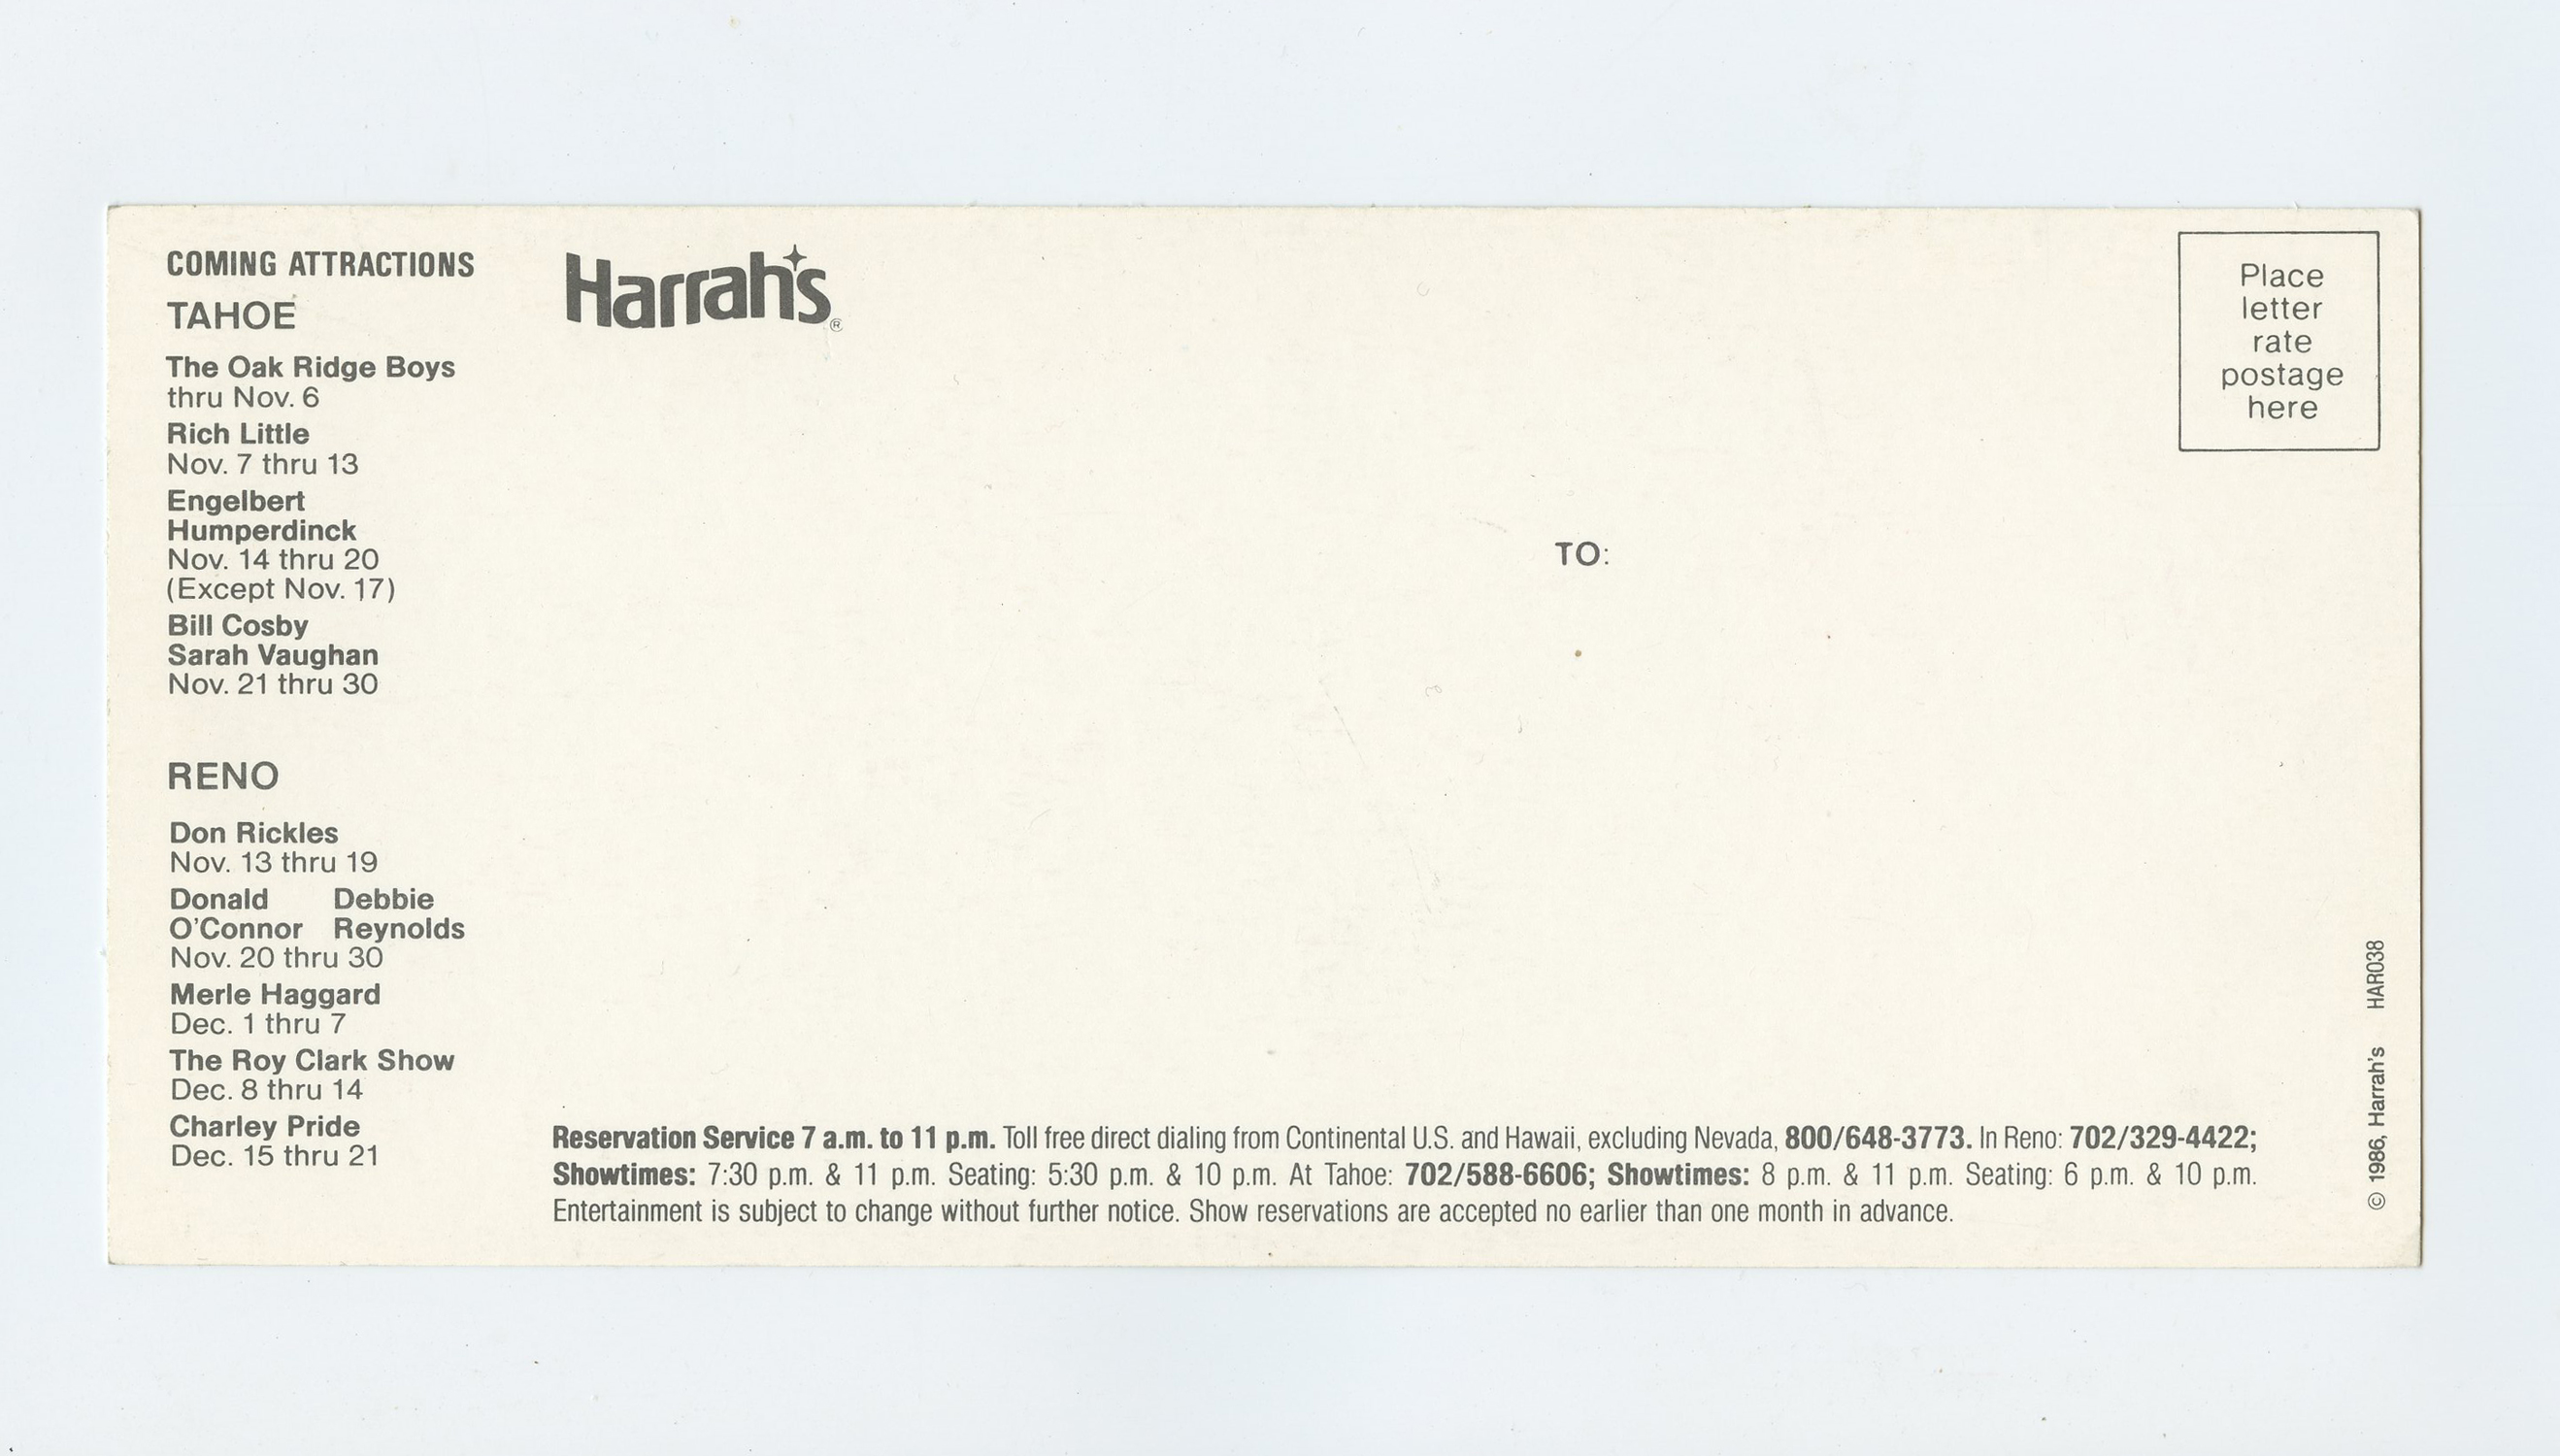 COMING ATTRACTIONS
TAHOE
The Oak Ridge Boys
thru Nov. 6
Rich Little
Nov. 7 thru 13
Engelbert
Humperdinck
Nov. 14 thru 20
(Except Nov. 17)
Bill Cosby
Sarah Vaughan
Nov. 21 thru 30
RENO
Don Rickles
Nov. 13 thru 19
Donald Debbie
O'Connor Reynolds
Nov. 20 thru 30
Merle Haggard
Dec. 1 thru 7
The Roy Clark Show
Dec. 8 thru 14
Charley Pride
Dec. 15 thru 21
Harrah's®
Place
letter
rate
postage
here
TO:
Reservation Service 7 a.m. to 11 p.m. Toll free direct dialing from Continental U.S. and Hawaii, excluding Nevada, 800/648-3773. In Reno: 702/329-4422;
Showtimes: 7:30 p.m. & 11 p.m. Seating: 5:30 p.m. & 10 p.m. At Tahoe: 702/588-6606; Showtimes: 8 p.m. & 11 p.m. Seating: 6 p.m. & 10 p.m.
Entertainment is subject to change without further notice. Show reservations are accepted no earlier than one month in advance.
© 1986, Harrah's HAR038